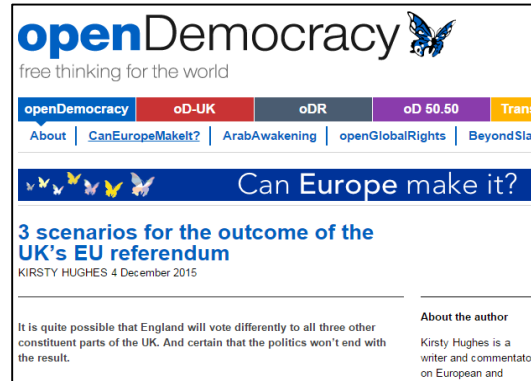 openDemocracy
free thinking for the world
openDemocracy oD-UK oDR oD 50.50
About CanEuropeMakeIt? ArabAwakening openGlobalRights
Can Europe make it?
3 scenarios for the outcome of the
UK's EU referendum
KIRSTY HUGHES 4 December 2015
It is quite possible that England will vote differently to all three other
constituent parts of the UK. And certain that the politics won't end with
the result.
About the author
Kirsty Hughes is a
writer and commentato
on European and